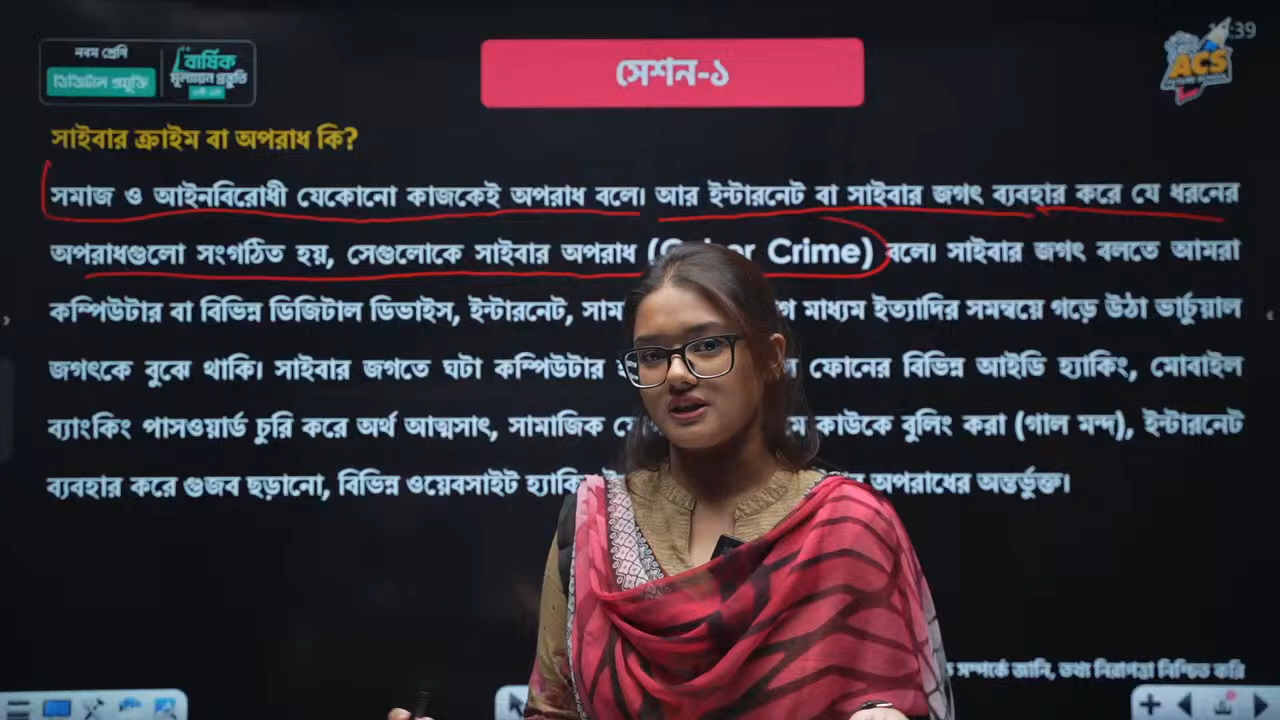 নবম শ্রেণি
ডিজিটাল প্রযুক্তি
বার্ষিক
মূল্যায়ন প্রস্তুতি
সেশন-১
:39
ACS
সাইবার ক্রাইম বা অপরাধ কি?
সমাজ ও আইনবিরোধী যেকোনো কাজকেই অপরাধ বলে। আর ইন্টারনেট বা সাইবার জগৎ ব্যবহার করে যে ধরনের
অপরাধগুলো সংগঠিত হয়, সেগুলোকে সাইবার অপরাধ ( Crime) বলে। সাইবার জগৎ বলতে আমরা
কম্পিউটার বা বিভিন্ন ডিজিটাল ডিভাইস, ইন্টারনেট, মাধ্যম ইত্যাদির সমন্বয়ে গড়ে উঠা ভার্চুয়াল
জগৎকে বুঝে থাকি। সাইবার জগতে ঘটা কম্পিউটার ফোনের বিভিন্ন আইডি হ্যাকিং, মোবাইল
ব্যাংকিং পাসওয়ার্ড চুরি করে অর্থ আত্মসাৎ, সামাজিক কাউকে বুলিং করা (গাল মন্দ), ইন্টারনেট
ব্যবহার করে গুজব ছড়ানো, বিভিন্ন ওয়েবসাইট অপরাধের অন্তর্ভুক্ত।
সম্পর্কে জানি, তথ্য নিরাপত্তা নিশ্চিত করি